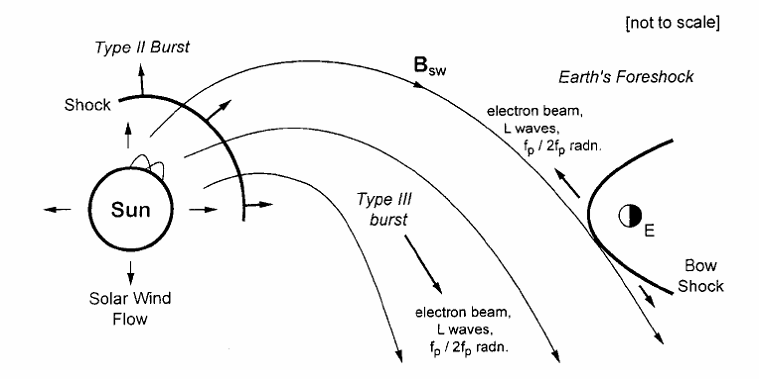 [not to scale]
Type II Burst
B_sw
Earth's Foreshock
Shock
electron beam,
L waves,
f_p / 2f_p radn.
Sun
Type III
burst
E
Solar Wind
Flow
Bow
Shock
electron beam,
L waves,
f_p / 2f_p radn.